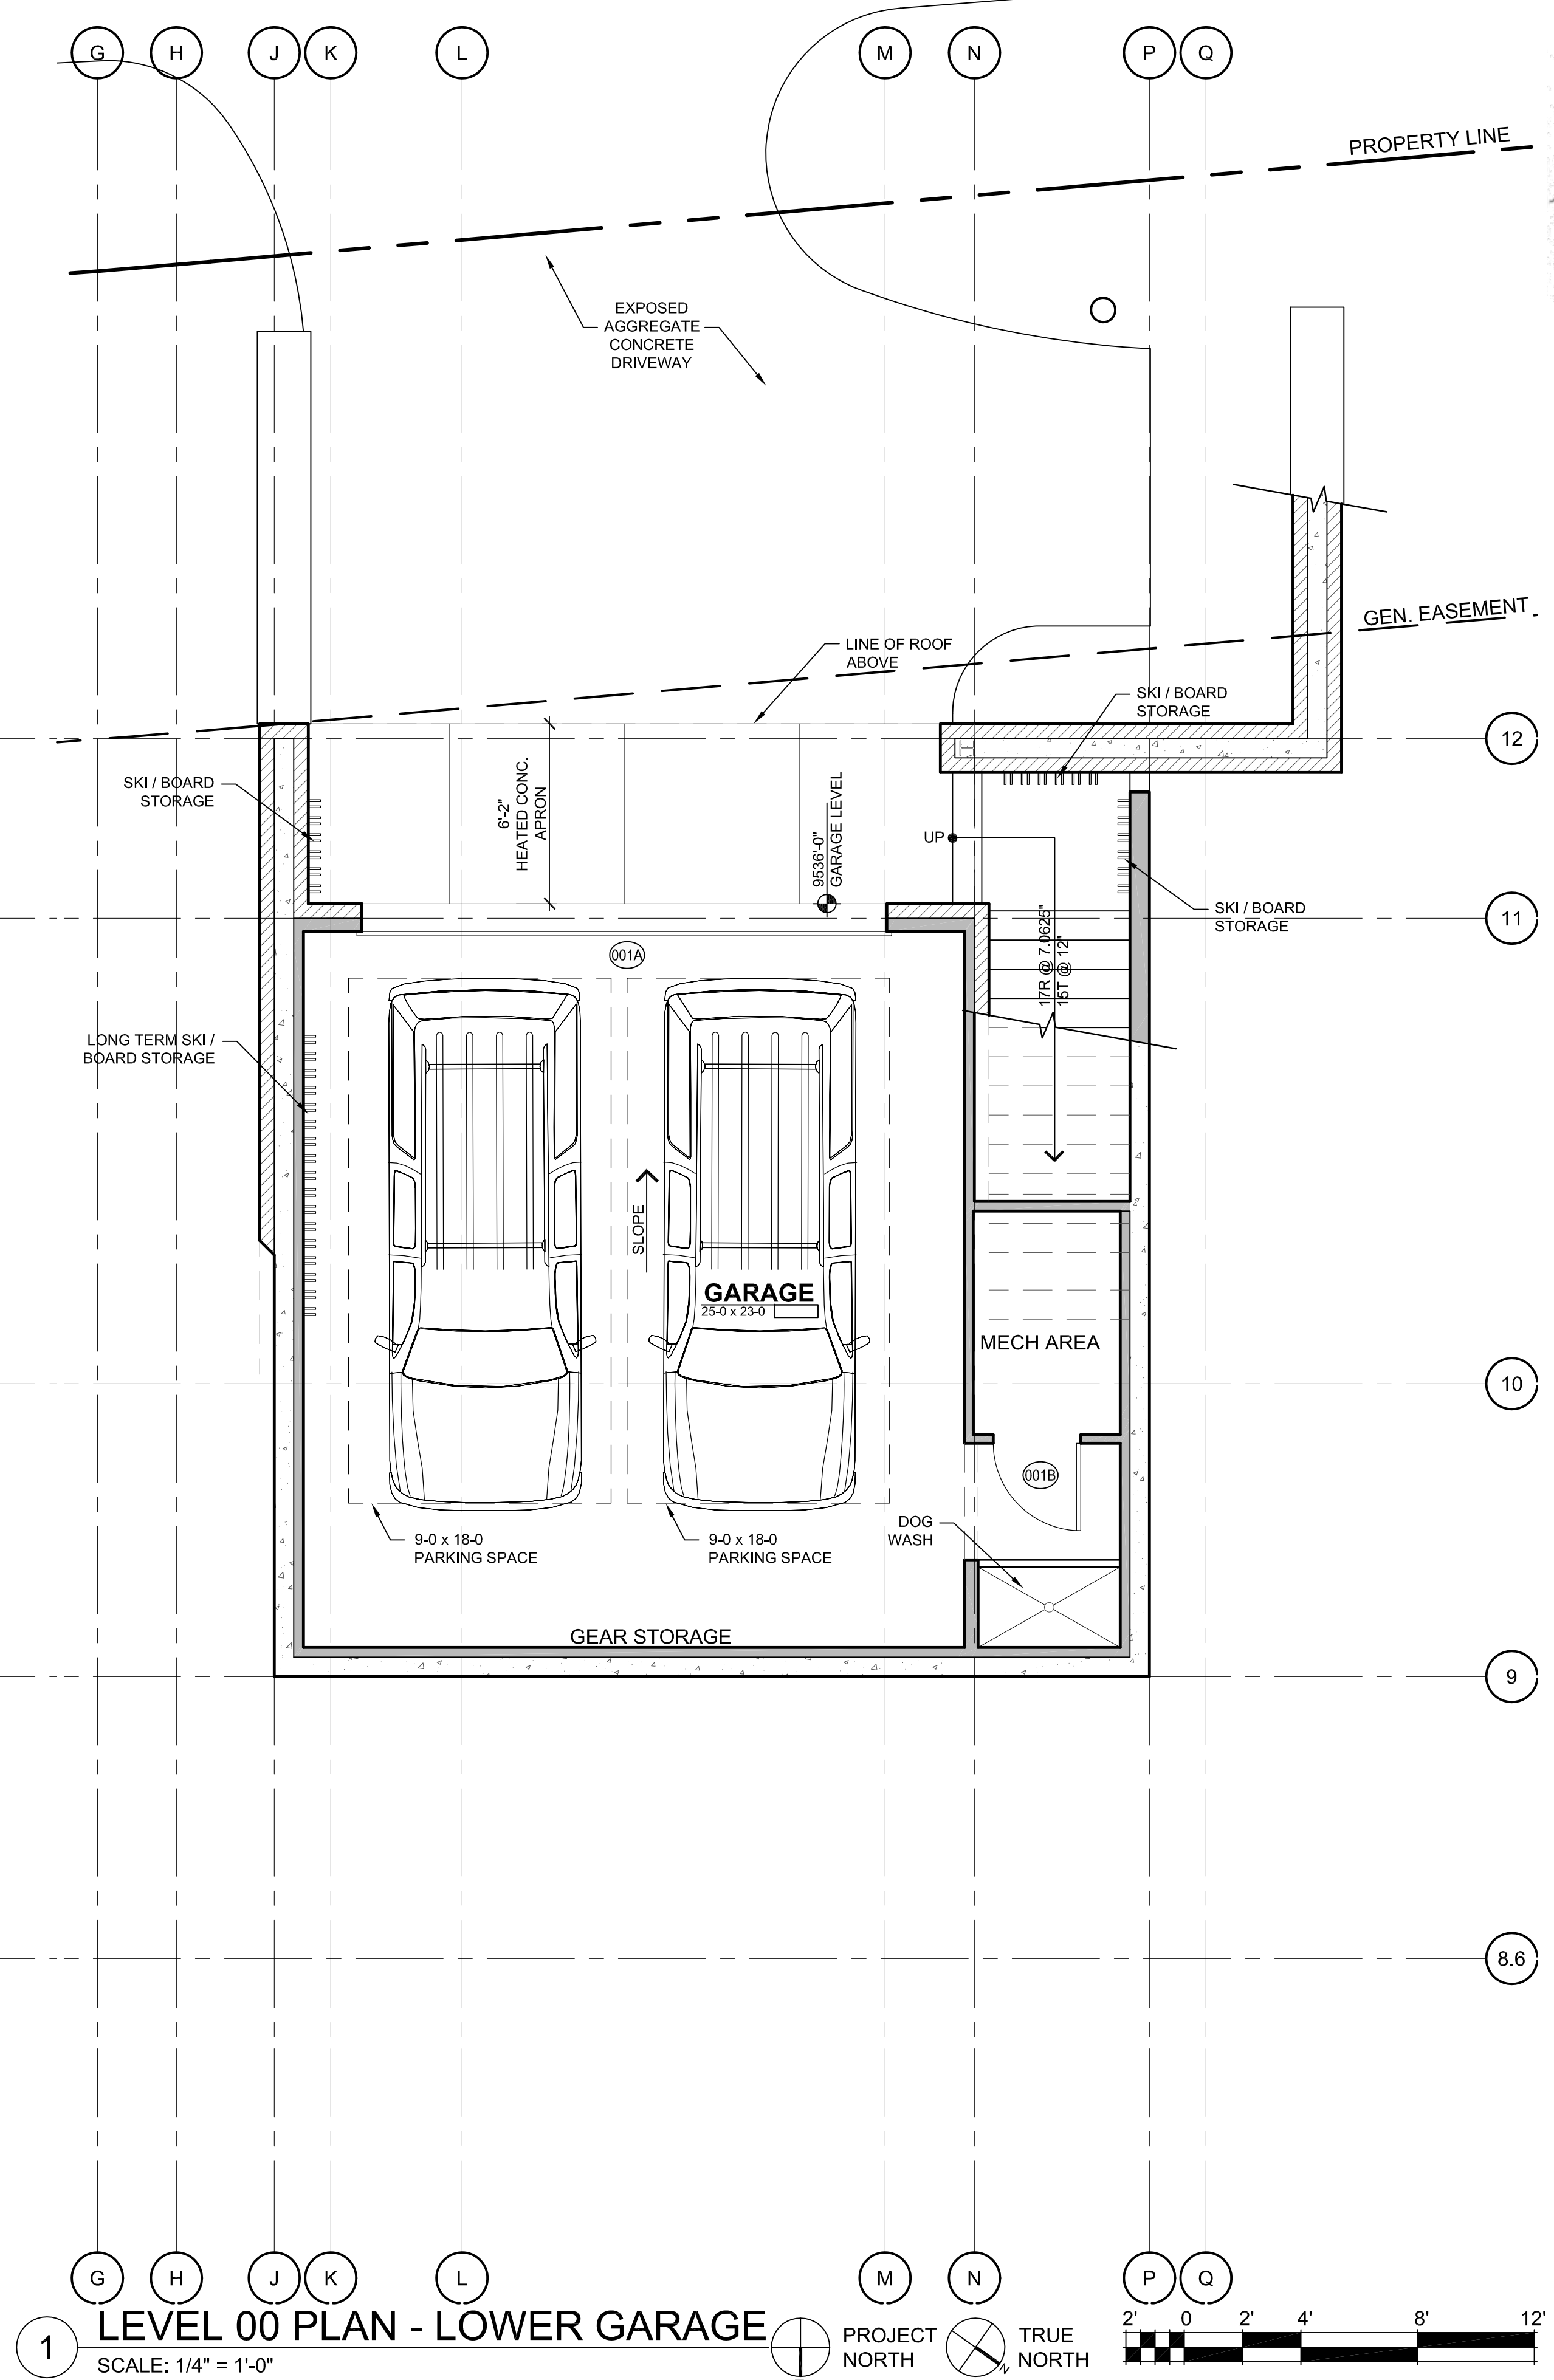 G H J K L M N P Q
PROPERTY LINE
EXPOSED
AGGREGATE
CONCRETE
DRIVEWAY
GEN. EASEMENT
LINE OF ROOF
ABOVE
SKI / BOARD
STORAGE
12
SKI / BOARD
STORAGE
6'-2"
HEATED CONC.
APRON
9536'-0"
GARAGE LEVEL
UP
SKI / BOARD
STORAGE
11
17R @ 7.0625"
15T @ 12"
001A
LONG TERM SKI /
BOARD STORAGE
SLOPE
GARAGE
25-0 x 23-0
MECH AREA
10
001B
DOG
WASH
9-0 x 18-0
PARKING SPACE
9-0 x 18-0
PARKING SPACE
GEAR STORAGE
9
8.6
G H J K L M N P Q
1
LEVEL 00 PLAN - LOWER GARAGE
SCALE: 1/4" = 1'-0"
PROJECT
NORTH
N
TRUE
NORTH
2' 0 2' 4' 8' 12'